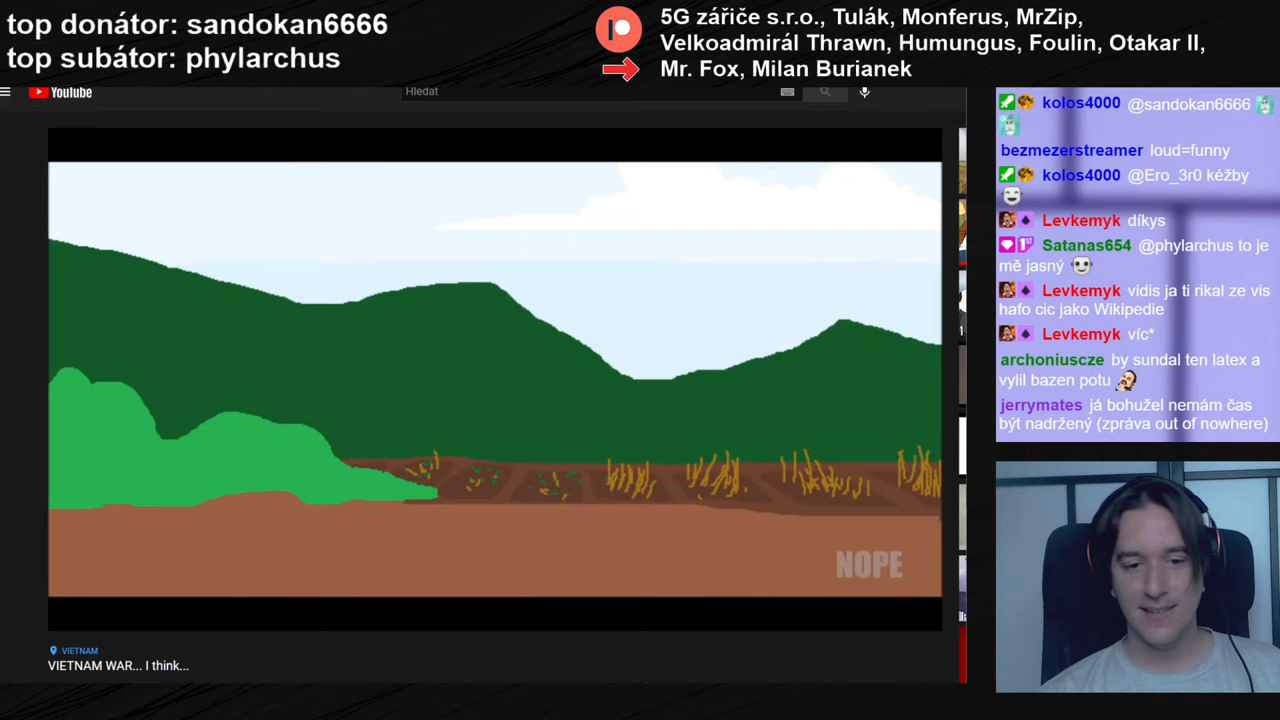 top donátor: sandokan6666
top subátor: phylarchus
5G zářiče s.r.o., Tulák, Monferus, MrZip,
Velkoadmirál Thrawn, Humungus, Foulin, Otakar II,
Mr. Fox, Milan Burianek
YouTube
Hledat
NOPE
VIETNAM
VIETNAM WAR... I think...
kolos4000 @sandokan6666
bezmezerstreamer loud=funny
kolos4000 @Ero_3r0 kéžby
Levkemyk díkys
Satanas654 @phylarchus to je
mě jasný
Levkemyk vidis ja ti rikal ze vis
hafo cic jako Wikipedie
Levkemyk víc*
archoniuscze by sundal ten latex a
vylil bazen potu
jerrymates já bohužel nemám čas
být nadržený (zpráva out of nowhere)